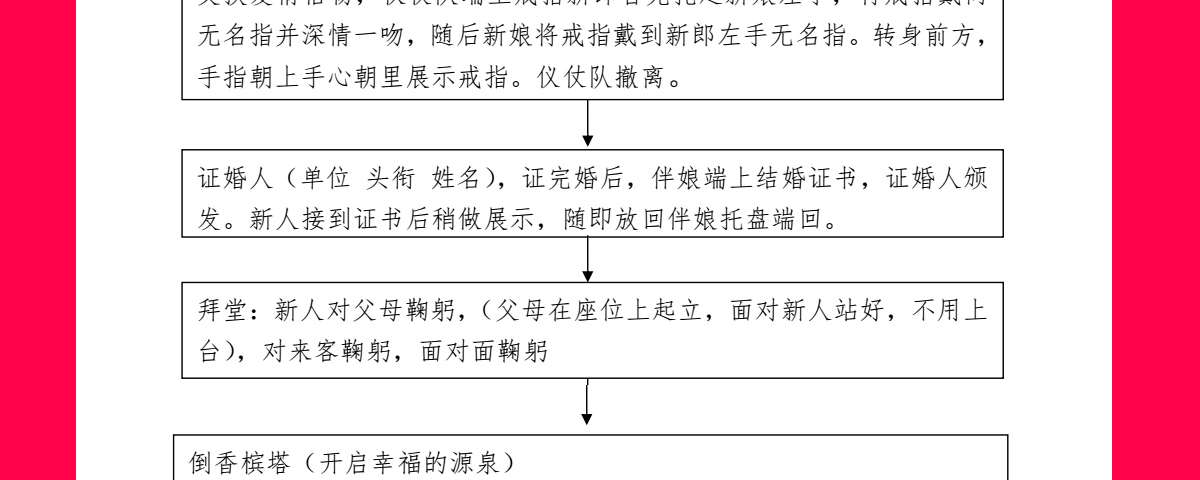 无名指并深情一吻，随后新娘将戒指戴到新郎左手无名指。转身前方，
手指朝上手心朝里展示戒指。仪仗队撤离。
证婚人（单位 头衔 姓名），证完婚后，伴娘端上结婚证书，证婚人颁
发。新人接到证书后稍做展示，随即放回伴娘托盘端回。
拜堂：新人对父母鞠躬，（父母在座位上起立，面对新人站好，不用上
台），对来客鞠躬，面对面鞠躬
倒香槟塔（开启幸福的源泉）